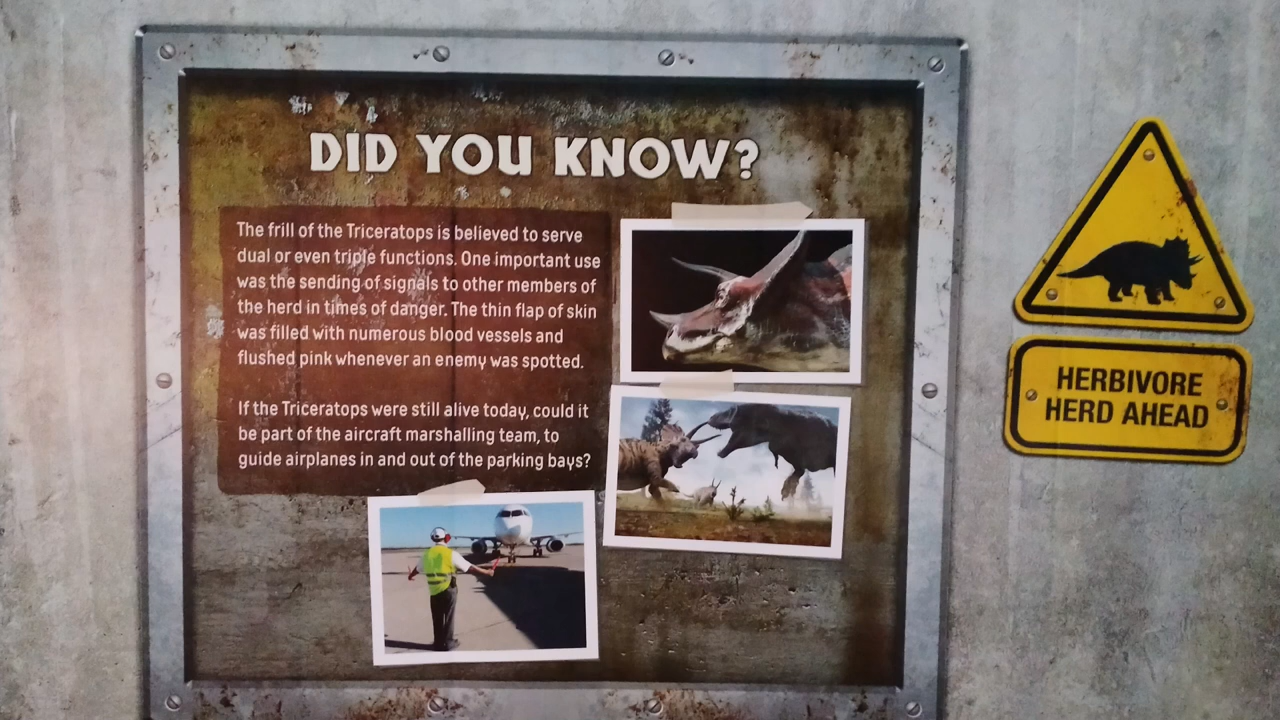 DID YOU KNOW?
The frill of the Triceratops is believed to serve
dual or even triple functions. One important use
was the sending of signals to other members of
the herd in times of danger. The thin flap of skin
was filled with numerous blood vessels and
flushed pink whenever an enemy was spotted.
If the Triceratops were still alive today, could it
be part of the aircraft marshalling team, to
guide airplanes in and out of the parking bays?
HERBIVORE
HERD AHEAD